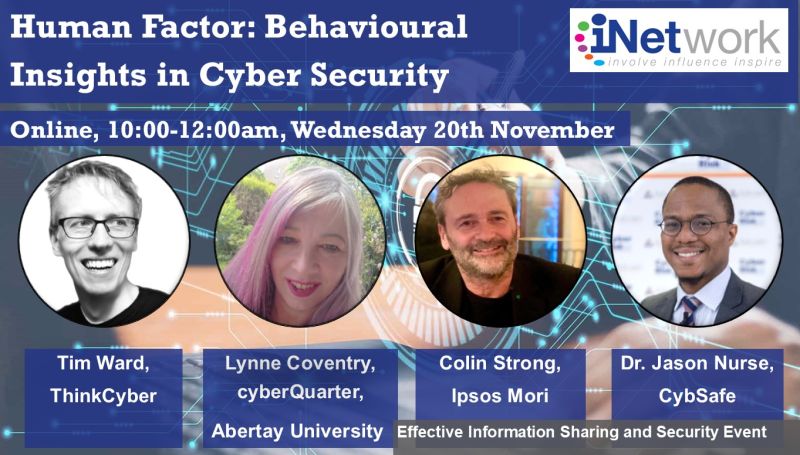 Human Factor: Behavioural
Insights in Cyber Security
iNetwork
involve influence inspire
Online, 10:00-12:00am, Wednesday 20th November
Tim Ward,
ThinkCyber
Lynne Coventry,
cyberQuarter,
Abertay University
Colin Strong,
Ipsos Mori
Dr. Jason Nurse,
CybSafe
Effective Information Sharing and Security Event